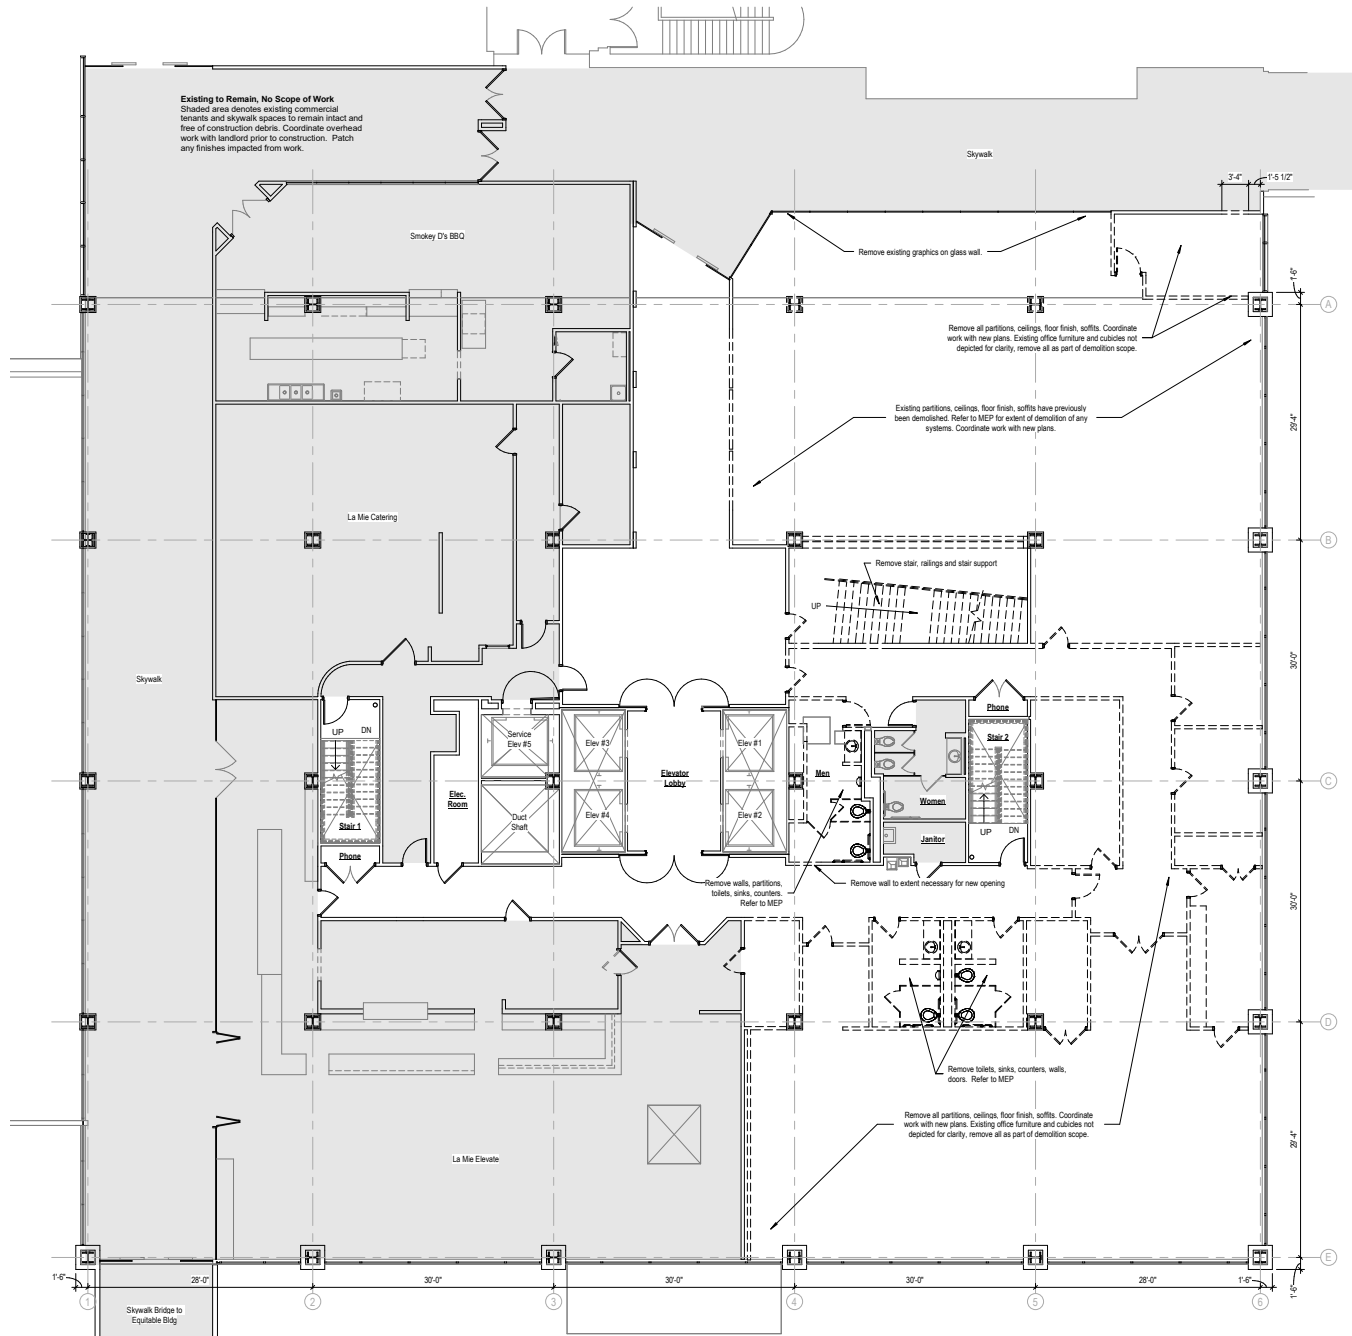 Existing to Remain, No Scope of Work
Shaded area denotes existing commercial
tenants and skywalk spaces to remain intact and
free of construction debris. Coordinate overhead
work with landlord prior to construction. Patch
any finishes impacted from work.
Skywalk
3'-4"
1'-5 1/2"
Smokey D's BBQ
Remove existing graphics on glass wall.
1'-6"
A
Remove all partitions, ceilings, floor finish, soffits. Coordinate
work with new plans. Existing office furniture and cubicles not
depicted for clarity, remove all as part of demolition scope.
Existing partitions, ceilings, floor finish, soffits have previously
been demolished. Refer to MEP for extent of demolition of any
systems. Coordinate work with new plans.
29'-4"
La Mie Catering
B
Remove stair, railings and stair support
UP
30'-0"
Skywalk
Phone
UP
DN
Service
Elev #5
Elev #3
Elev #1
Stair 2
Elevator
Lobby
Men
C
Elec.
Room
Women
Duct
Shaft
Elev #4
Elev #2
Stair 1
UP
DN
Janitor
Phone
Remove walls, partitions,
toilets, sinks, counters.
Refer to MEP
Remove wall to extent necessary for new opening
30'-0"
D
Remove toilets, sinks, counters, walls,
doors. Refer to MEP
Remove all partitions, ceilings, floor finish, soffits. Coordinate
work with new plans. Existing office furniture and cubicles not
depicted for clarity, remove all as part of demolition scope.
29'-4"
La Mie Elevate
E
1'-6"
28'-0"
30'-0"
30'-0"
30'-0"
28'-0"
1'-6"
1'-6"
1
2
3
4
5
6
Skywalk Bridge to
Equitable Bldg